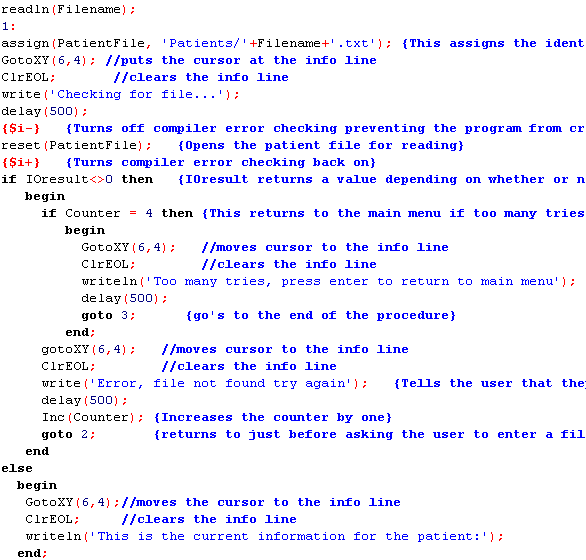 readln(Filename);
1:
assign(PatientFile, 'Patients/'+Filename+'.txt'); {This assigns the ident
GotoXY(6,4); //puts the cursor at the info line
ClrEOL;       //clears the info line
write('Checking for file...');
delay(500);
{$i-}   {Turns off compiler error checking preventing the program from cr
reset(PatientFile);   {Opens the patient file for reading}
{$i+}   {Turns compiler error checking back on}
if IOresult<>0 then   {IOresult returns a value depending on whether or n
   begin
     if Counter = 4 then {This returns to the main menu if too many tries
        begin
          GotoXY(6,4);   //moves cursor to the info line
          ClrEOL;        //clears the info line
          writeln('Too many tries, press enter to return to main menu');
          delay(500);
          goto 3;      {go's to the end of the procedure}
        end;
     gotoXY(6,4);   //moves cursor to the info line
     ClrEOL;        //clears the info line
     write('Error, file not found try again');   {Tells the user that the
     delay(500);
     Inc(Counter); {Increases the counter by one}
     goto 2;       {returns to just before asking the user to enter a fil
   end
else
  begin
   GotoXY(6,4);//moves the cursor to the info line
   ClrEOL;     //clears the info line
   writeln('This is the current information for the patient:');
  end;